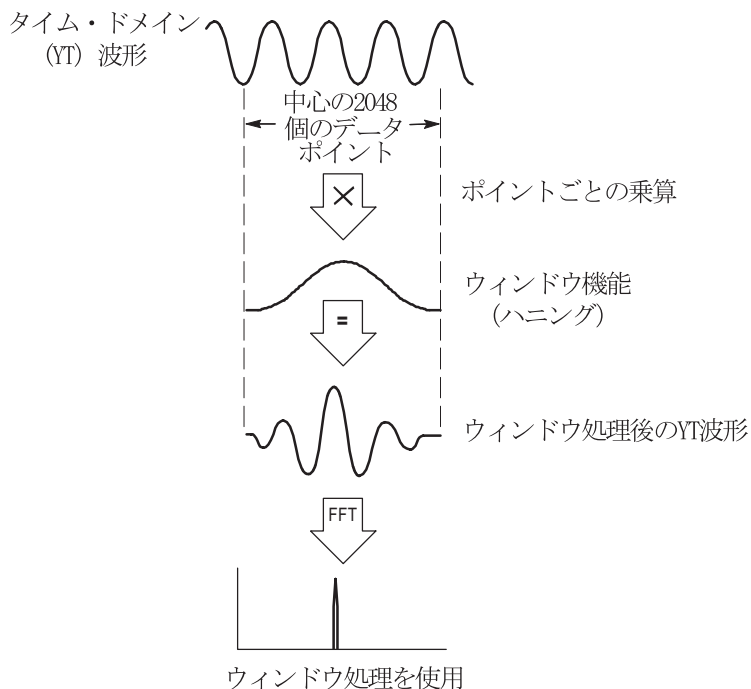 タイム・ドメイン
(YT) 波形
中心の2048
個のデータ
ポイント
×
ポイントごとの乗算
ウィンドウ機能
(ハニング)
=
ウィンドウ処理後のYT波形
FFT
ウィンドウ処理を使用